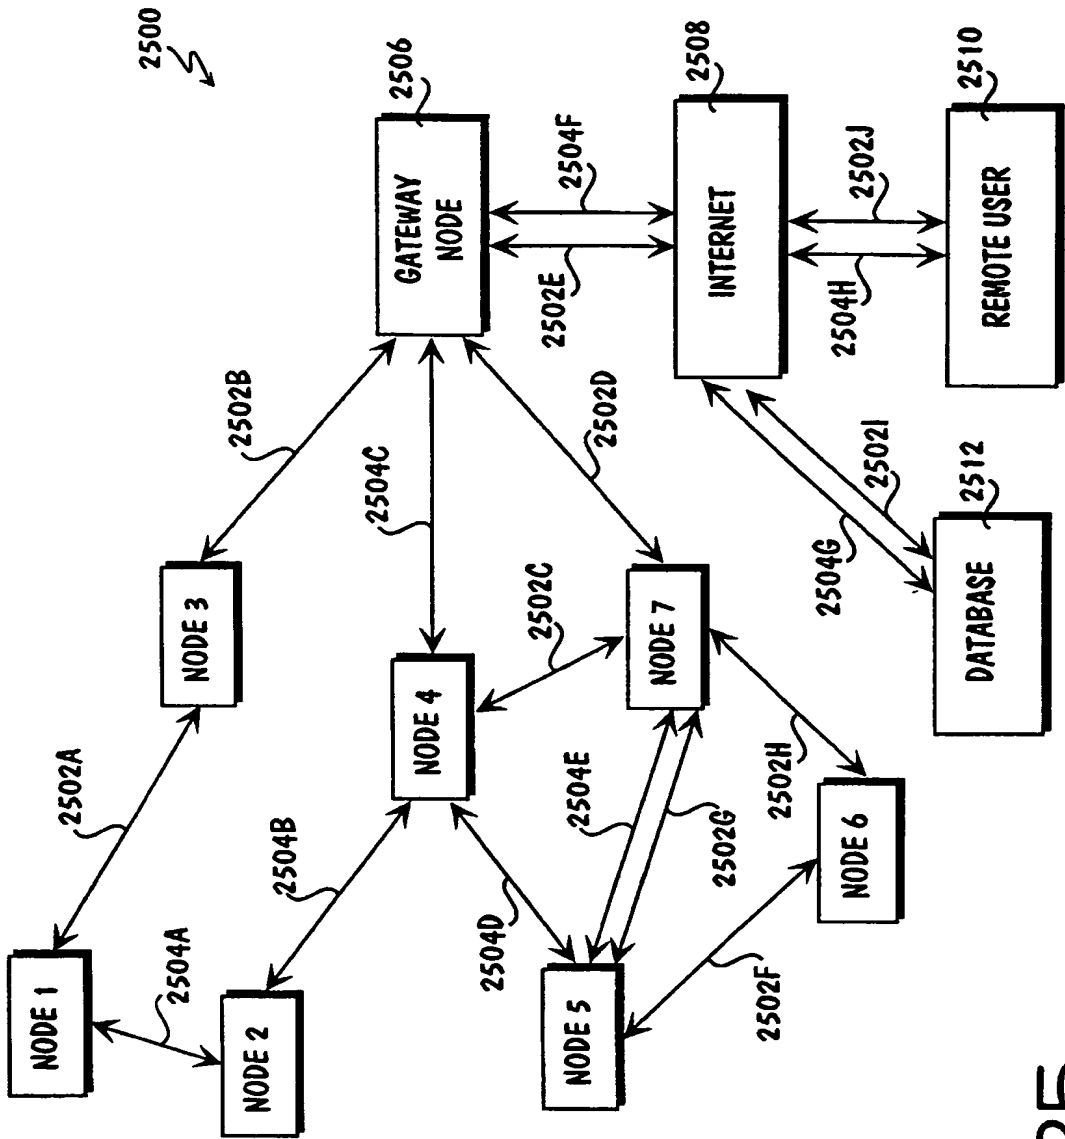 2500
NODE 1
2502A
NODE 3
2502B
GATEWAY
NODE
2506
2504A
NODE 2
2504B
NODE 4
2504C
2502E
2504F
2504D
2502C
2502D
INTERNET
2508
NODE 5
2504E
2502G
NODE 7
2504H
2502J
2502F
NODE 6
2502H
2504G
2502I
DATABASE
2512
REMOTE USER
2510
25